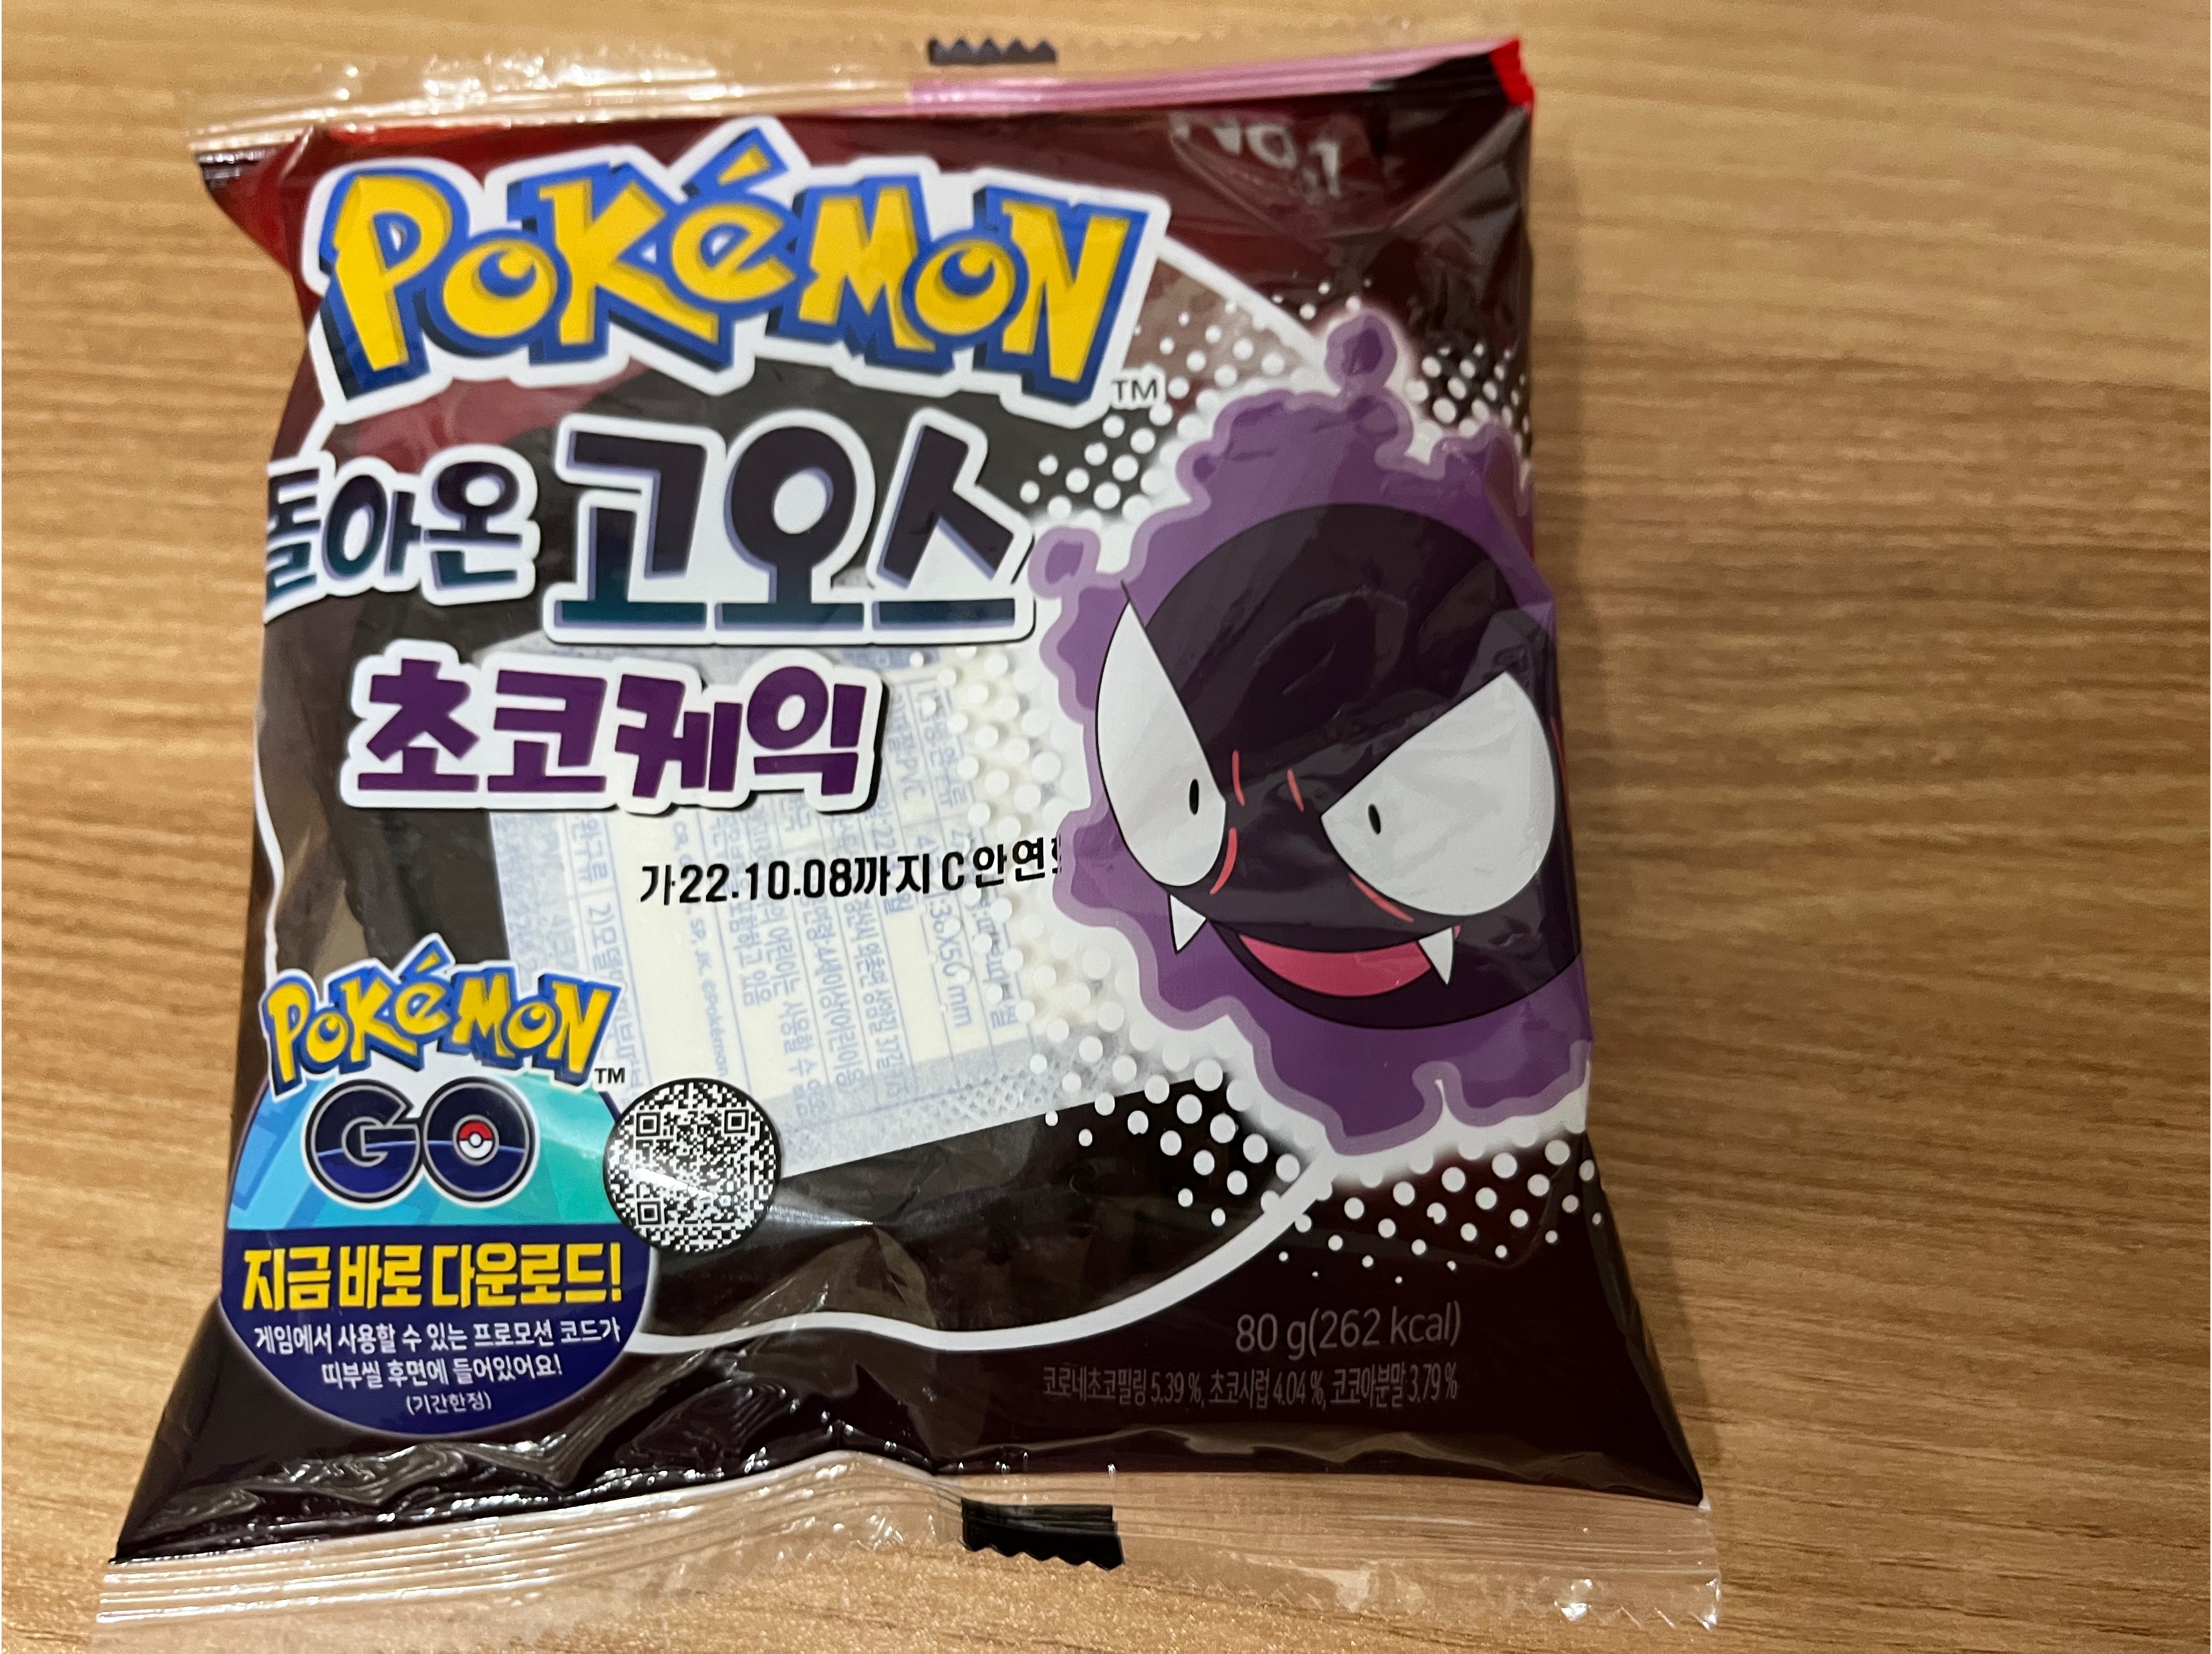 No.1
POKéMON
TM
돌아온 고오스
초코케익
가22.10.08까지 C안연
POKéMON
TM
GO
지금 바로 다운로드!
게임에서 사용할 수 있는 프로모션 코드가
띠부씰 후면에 들어있어요!
(기간한정)
80 g(262 kcal)
코로네초코필링 5.39 %, 초코시럽 4.04 %, 코코아분말 3.79 %